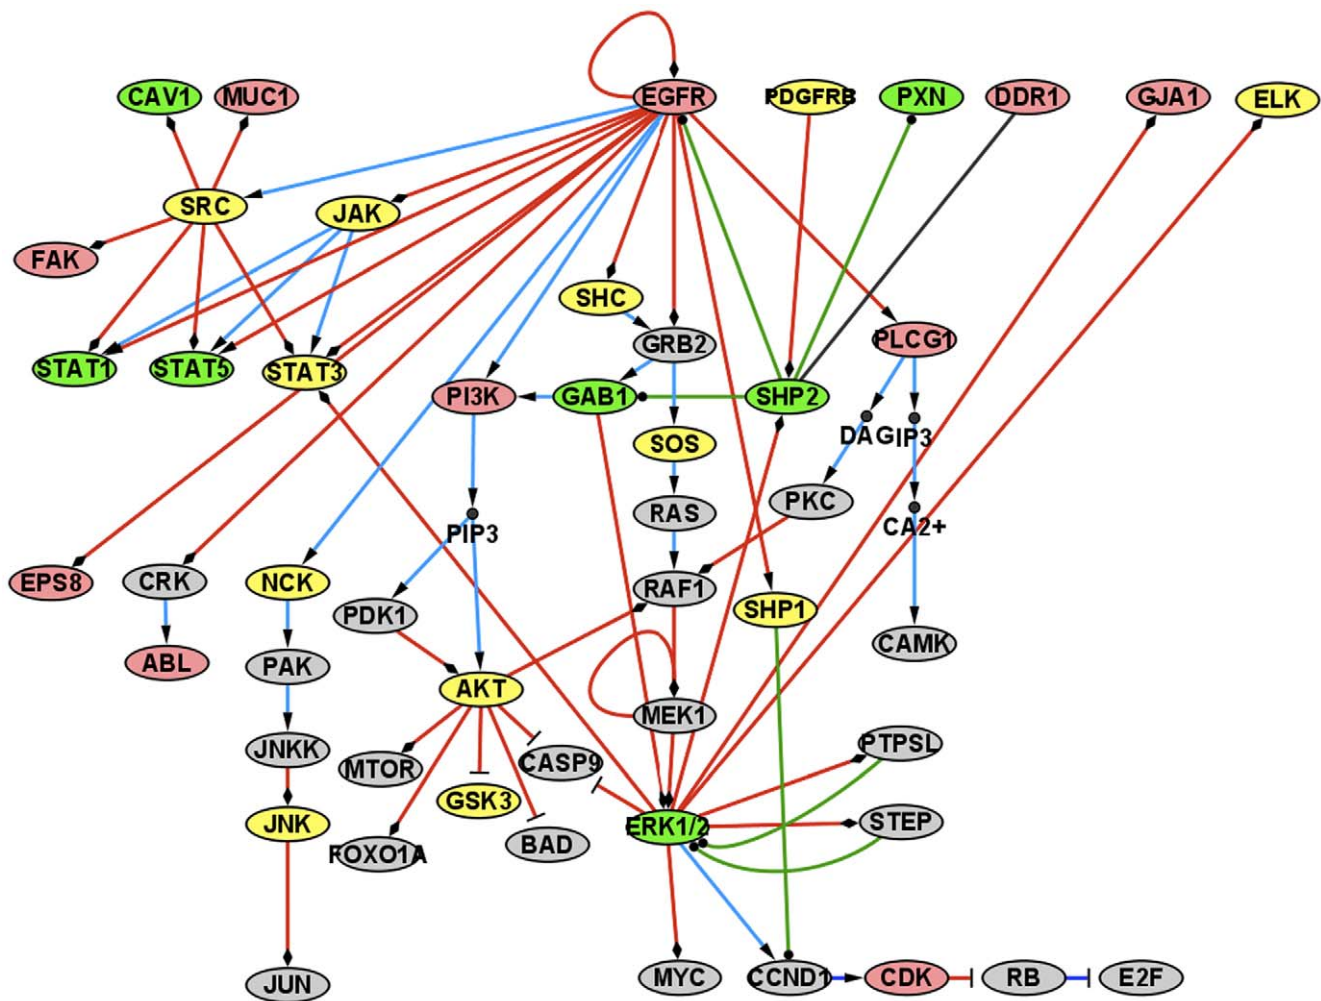 EGFR
CAV1
MUC1
PDGFRB
PXN
DDR1
GJA1
ELK
SRC
JAK
FAK
SHC
GRB2
PLCG1
STAT1
STAT5
STAT3
PI3K
GAB1
SHP2
SOS
DAG
IP3
PKC
RAS
PIP3
CA2+
EPS8
CRK
NCK
PDK1
RAF1
SHP1
CAMK
ABL
PAK
AKT
MEK1
JNKK
MTOR
CASP9
PTPSL
GSK3
JNK
FOXO1A
BAD
ERK1/2
STEP
JUN
MYC
CCND1
CDK
RB
E2F